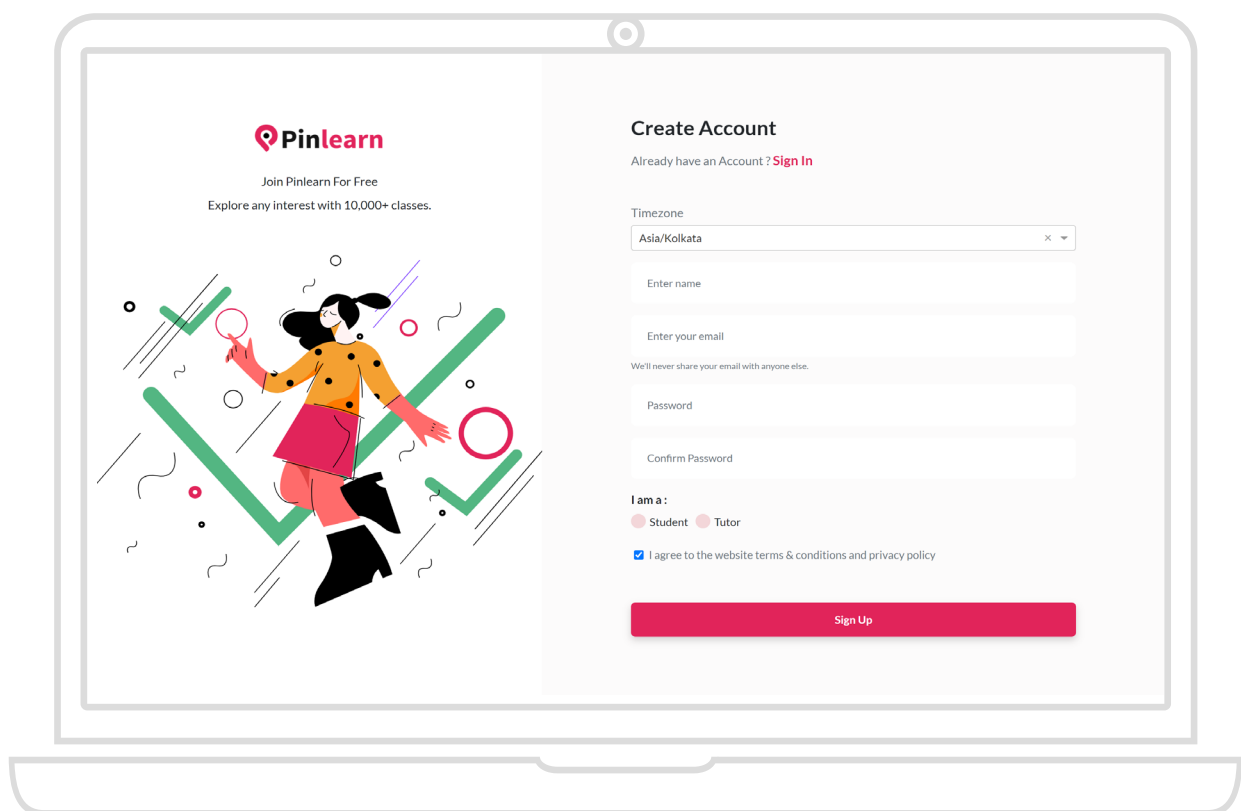 Pinlearn
Join Pinlearn For Free
Explore any interest with 10,000+ classes.
Create Account
Already have an Account ? Sign In
Timezone
Asia/Kolkata
Enter name
Enter your email
We'll never share your email with anyone else.
Password
Confirm Password
I am a :
Student Tutor
I agree to the website terms & conditions and privacy policy
Sign Up